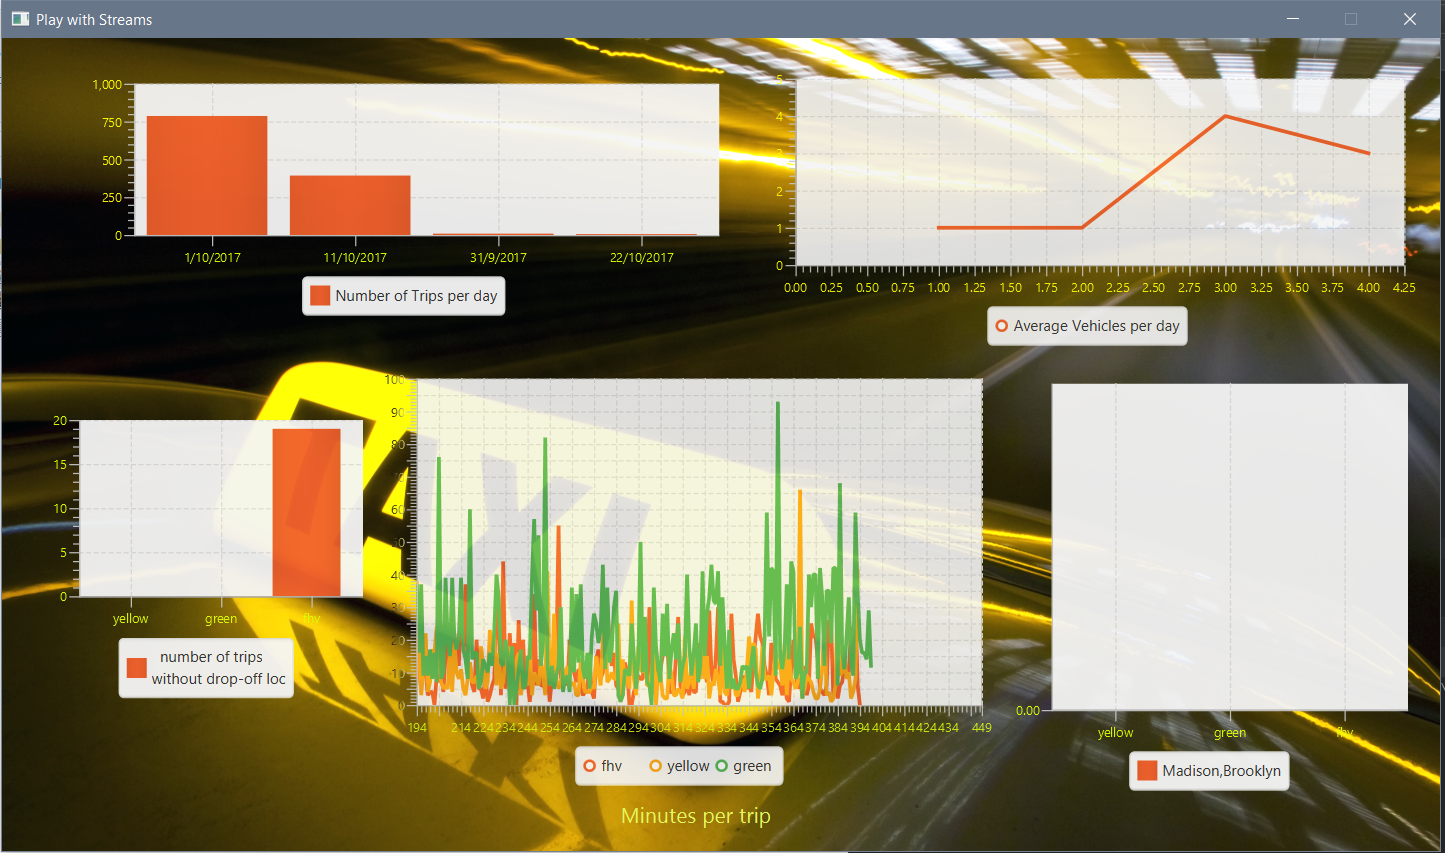 Play with Streams
1,000
750
500
250
0
1/10/2017
11/10/2017
31/9/2017
22/10/2017
Number of Trips per day
5
4
3
2
1
0
0.00 0.25 0.50 0.75 1.00 1.25 1.50 1.75 2.00 2.25 2.50 2.75 3.00 3.25 3.50 3.75 4.00 4.25
Average Vehicles per day
20
15
10
5
0
yellow green fhv
number of trips
without drop-off loc
100
90
80
70
60
50
40
30
20
10
0
194 214 224 234 244 254 264 274 284 294 304 314 324 334 344 354 364 374 384 394 404 414 424 434 449
fhv yellow green
Minutes per trip
0.00
yellow green fhv
Madison,Brooklyn
TAXI